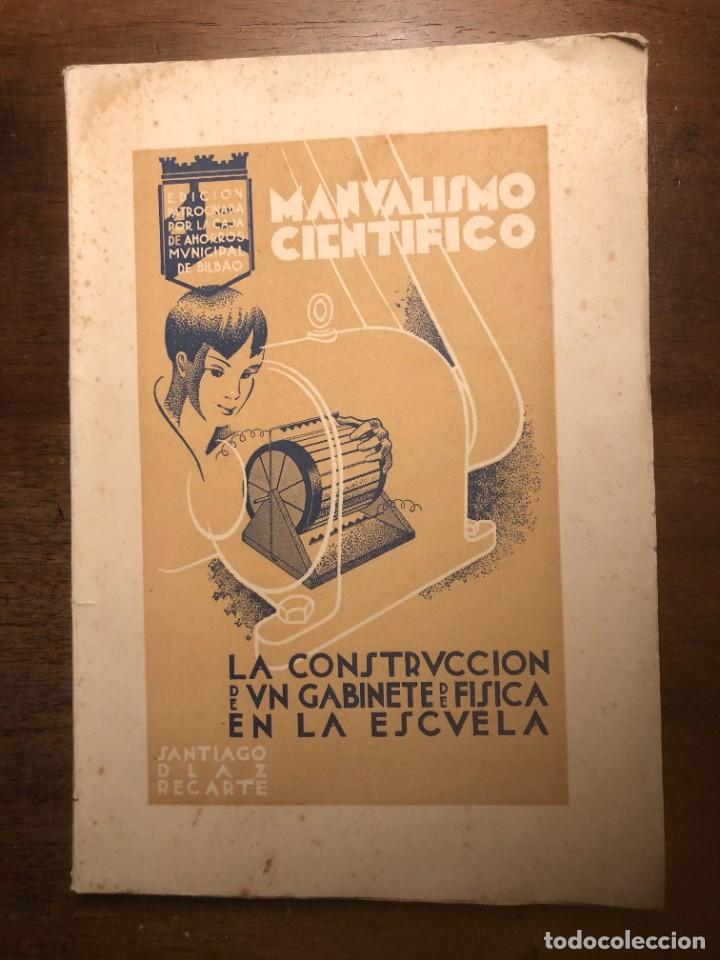 EDICION
PATROCINADA
POR LA CAJA
DE AHORROS
MVNICIPAL
DE BILBAO
MANVALISMO
CIENTIFICO
LA CONSTRVCCION
DE VN GABINETE DE FISICA
EN LA ESCVELA
SANTIAGO
DIAZ
RECARTE
todocoleccion